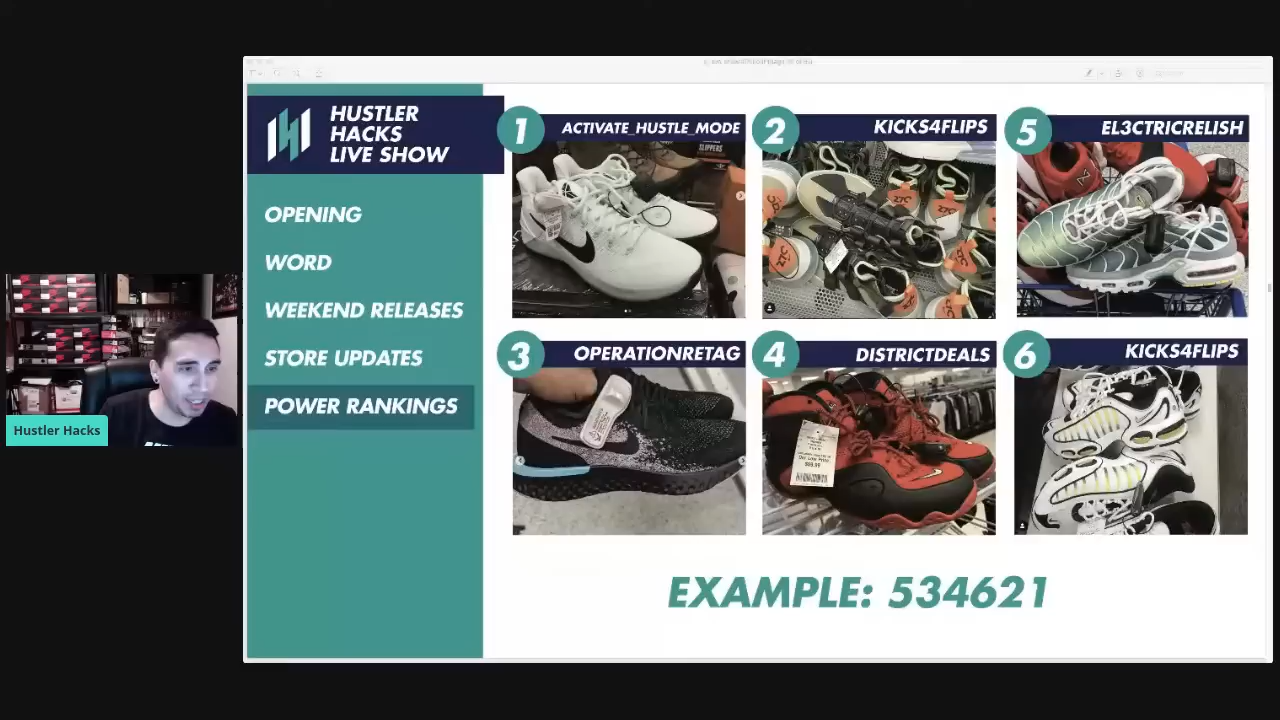 HUSTLER
HACKS
LIVE SHOW
OPENING
WORD
WEEKEND RELEASES
STORE UPDATES
POWER RANKINGS
Hustler Hacks
1 ACTIVATE_HUSTLE_MODE
2 KICKS4FLIPS
5 EL3CTRICRELISH
SLIPPERS
3 OPERATIONRETAG
4 DISTRICTDEALS
6 KICKS4FLIPS
EXAMPLE: 534621